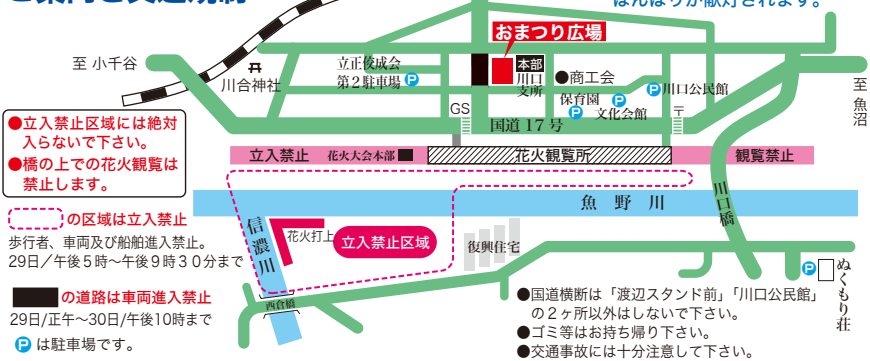 ぼんぼりが献灯されます。
おまつり広場
至 小千谷
川合神社
立正佼成会
第2駐車場 P
本部
川口
支所
●商工会
保育園
P
P
文化会館
P 川口公民館
〒
至 魚沼
GS
国道 17 号
●立入禁止区域には絶対
入らないで下さい。
●橋の上での花火観覧は
禁止します。
立入禁止
花火大会本部
花火観覧所
観覧禁止
魚 野 川
川口橋
信濃川
花火打上
立入禁止区域
復興住宅
西倉橋
の区域は立入禁止
歩行者、車両及び船舶進入禁止。
29日／午後５時〜午後９時３０分まで
の道路は車両進入禁止
29日/正午〜30日/午後10時まで
P は駐車場です。
P
ぬくもり荘
●国道横断は「渡辺スタンド前」「川口公民館」
の２ヶ所以外はしないで下さい。
●ゴミ等はお持ち帰り下さい。
●交通事故には十分注意して下さい。